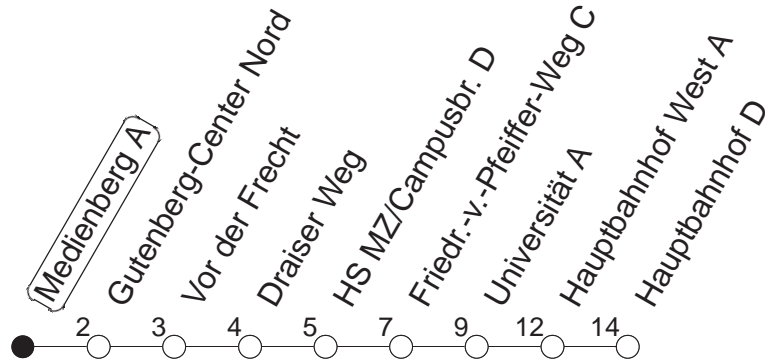 Medienberg A
Gutenberg-Center Nord
Vor der Frecht
Draiser Weg
HS MZ/Campusbr. D
Friedr.-v.-Pfeiffer-Weg C
Universität A
Hauptbahnhof West A
Hauptbahnhof D
2 3 4 5 7 9 12 14